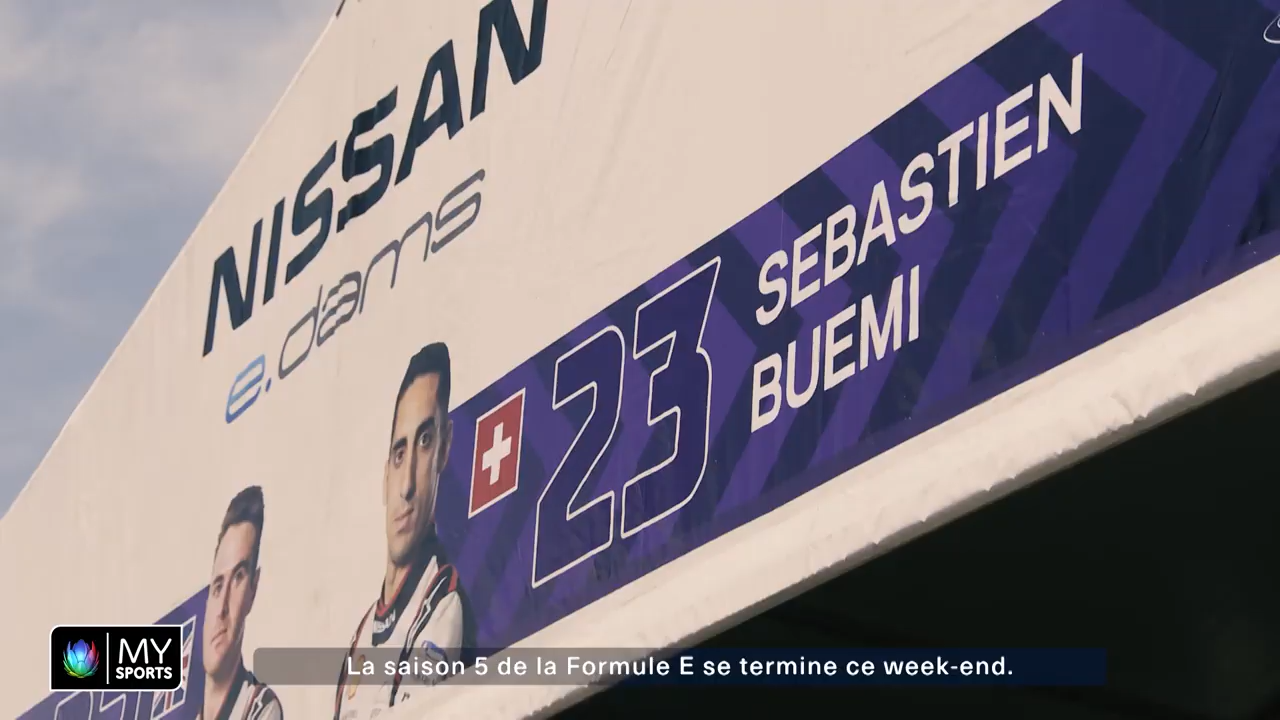 NISSAN
e.dams
23
SEBASTIEN
BUEMI
MY
SPORTS
La saison 5 de la Formule E se termine ce week-end.